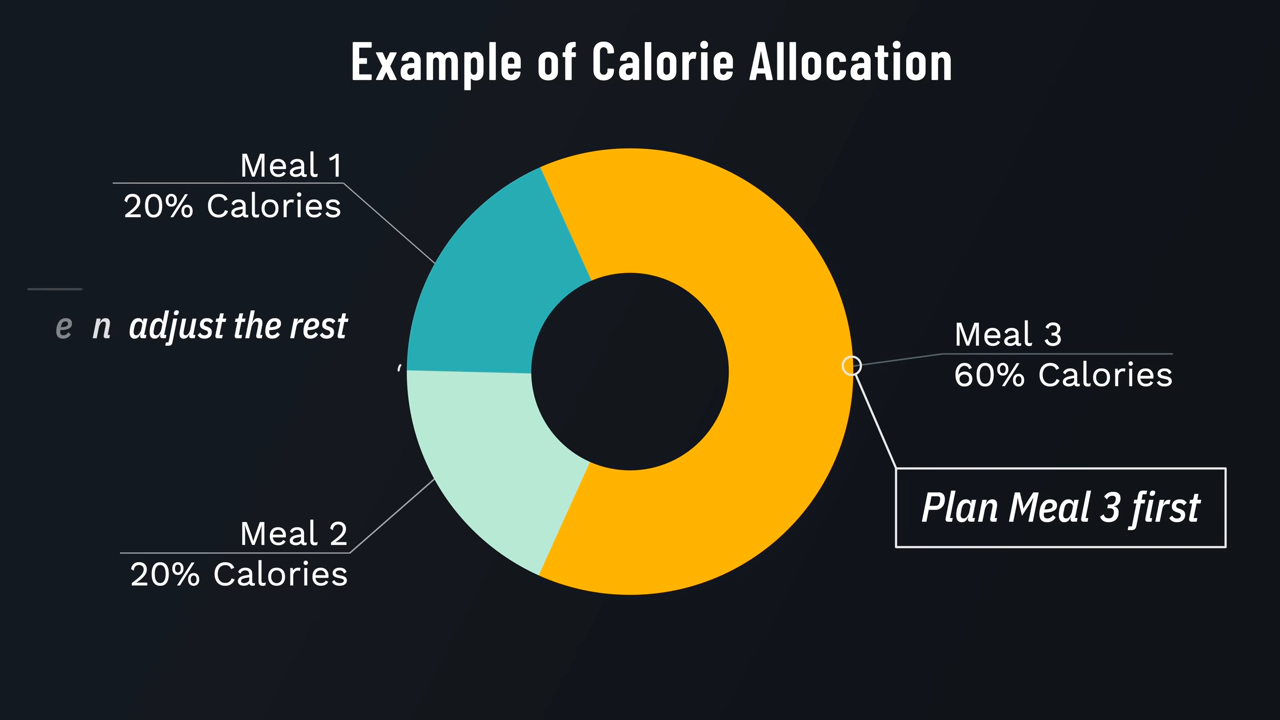 Example of Calorie Allocation
Meal 1
20% Calories
adjust the rest
Meal 3
60% Calories
Plan Meal 3 first
Meal 2
20% Calories